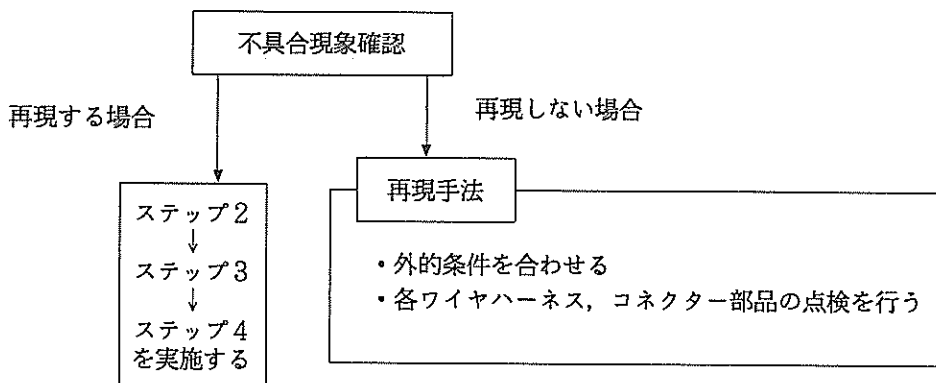 不具合現象確認
再現する場合
再現しない場合
再現手法
ステップ2
↓
ステップ3
↓
ステップ4
を実施する
・外的条件を合わせる
・各ワイヤハーネス，コネクター部品の点検を行う